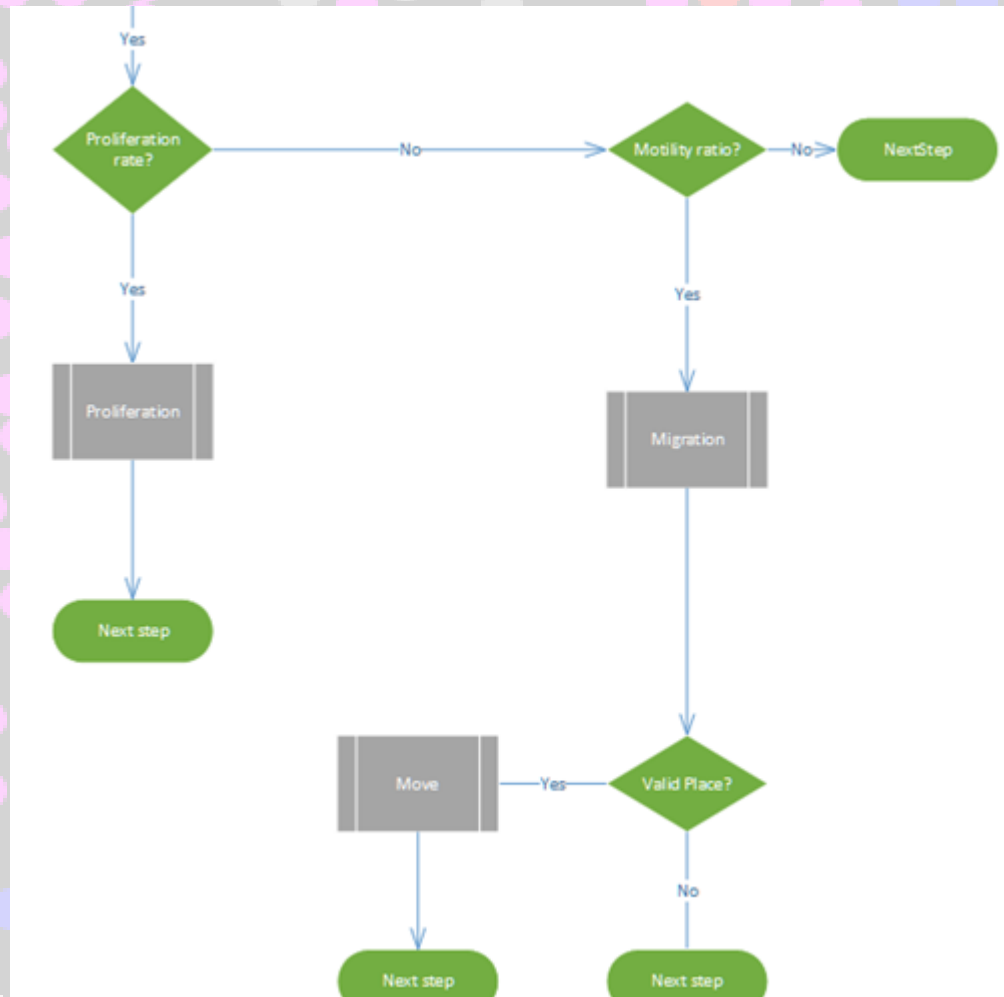 Yes
Proliferation
rate?
No
Motility ratio?
No
NextStep
Yes
Yes
Proliferation
Migration
Next step
Move
Yes
Valid Place?
No
Next step
Next step